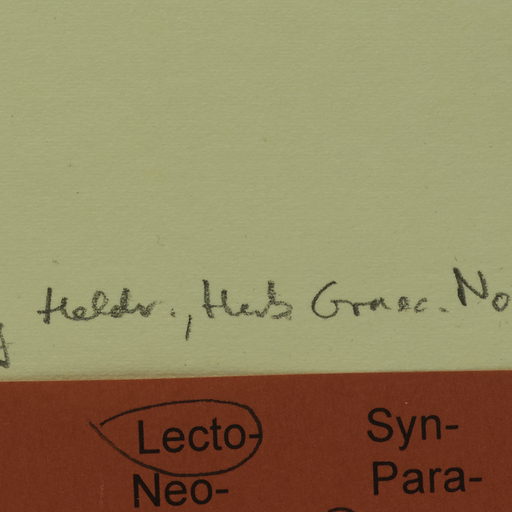 Heldr., Herb Graec. No
Lecto- Syn-
Neo- Para-